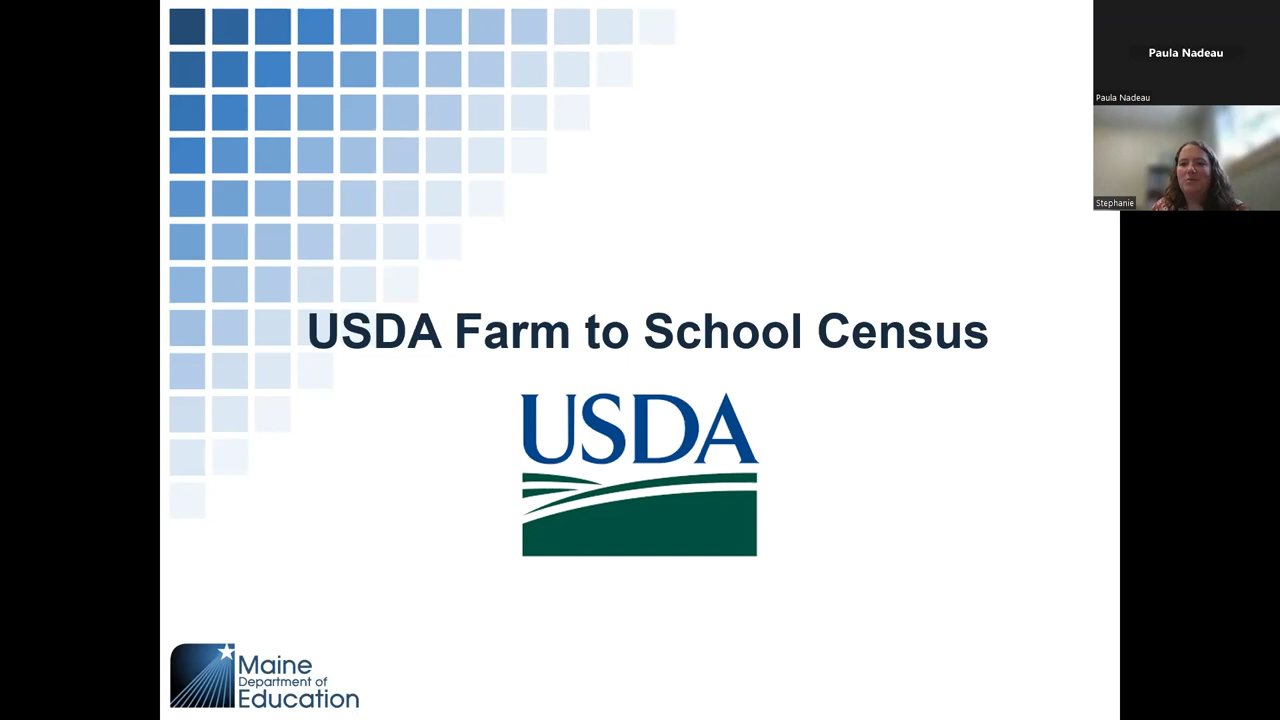 Paula Nadeau
Paula Nadeau
Stephanie
USDA Farm to School Census
USDA
Maine
Department of
Education